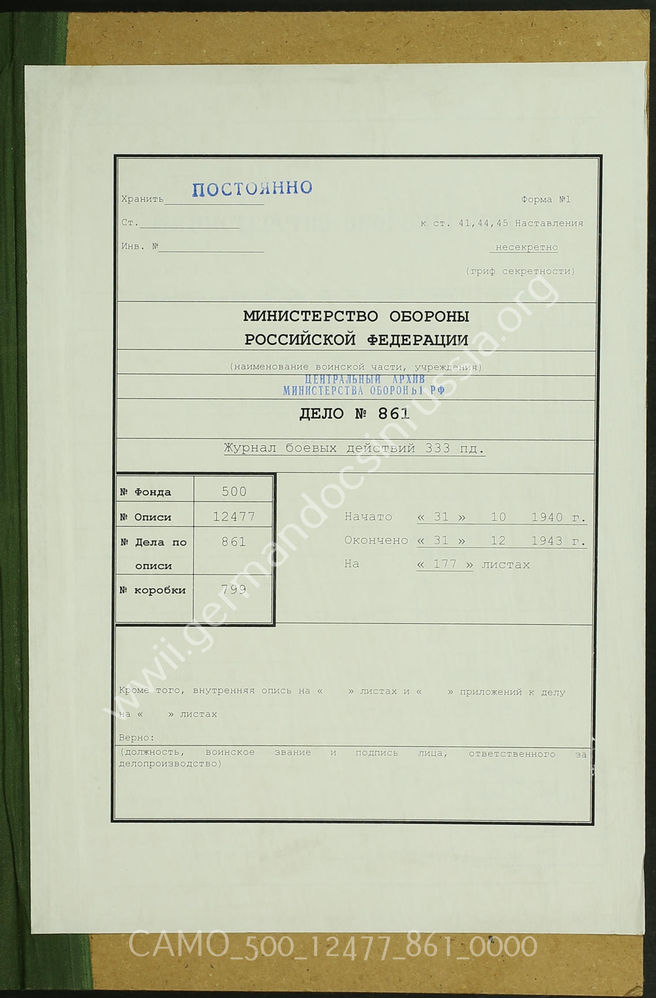 Хранить ПОСТОЯННО
Форма №1
Ст.
к ст. 41,44,45 Наставления
Инв. №
несекретно
(гриф секретности)
МИНИСТЕРСТВО ОБОРОНЫ
РОССИЙСКОЙ ФЕДЕРАЦИИ
(наименование воинской части, учреждения)
ЦЕНТРАЛЬНЫЙ АРХИВ
МИНИСТЕРСТВА ОБОРОНЫ РФ
ДЕЛО № 861
Журнал боевых действий 333 пд.
№ Фонда 500
№ Описи 12477
№ Дела по 861
описи
№ коробки 799
Начато « 31 » 10 1940 г.
Окончено « 31 » 12 1943 г.
На « 177 » листах
Кроме того, внутренняя опись на « » листах и « » приложений к делу
на « » листах
Верно:
(должность, воинское звание и подпись лица, ответственного за
делопроизводство)
wwii.germandocsinrussia.org
CAMO_500_12477_861_0000